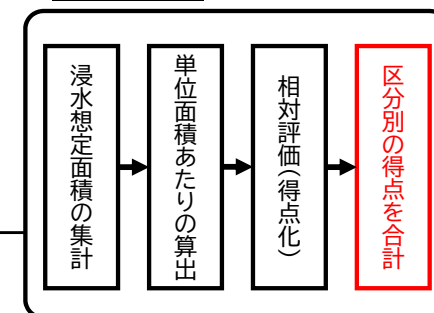 浸水想定面積の集計
単位面積あたりの算出
相対評価（得点化）
区分別の得点を合計